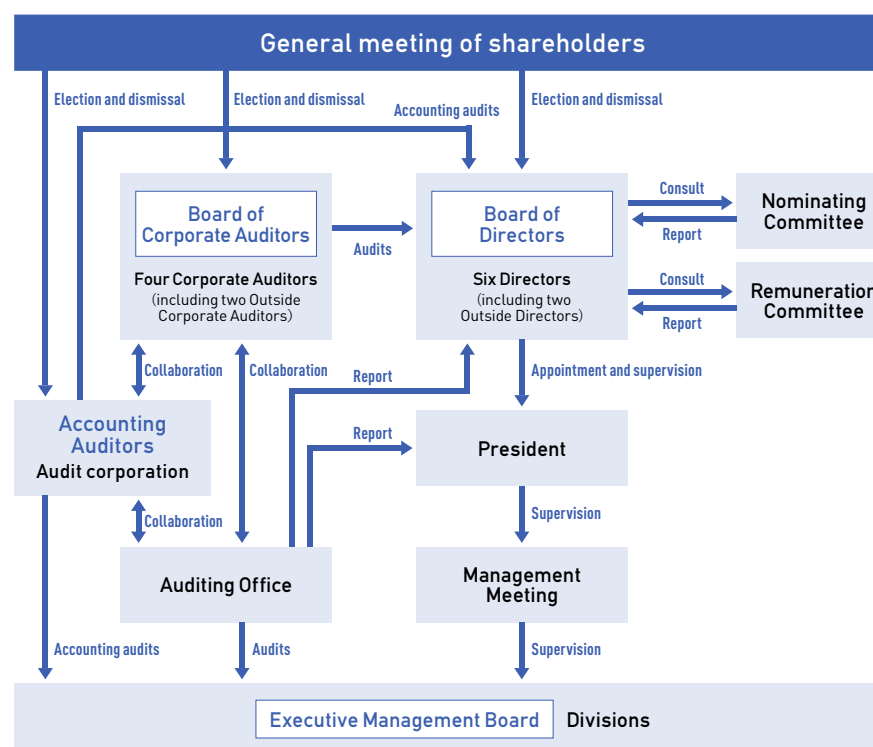 General meeting of shareholders
Election and dismissal
Election and dismissal
Accounting audits
Election and dismissal
Board of
Corporate Auditors
Four Corporate Auditors
(including two Outside
Corporate Auditors)
Audits
Board of
Directors
Six Directors
(including two
Outside Directors)
Consult
Report
Nominating
Committee
Consult
Report
Remuneration
Committee
Collaboration
Collaboration
Report
Appointment and supervision
Accounting
Auditors
Audit corporation
Report
President
Collaboration
Supervision
Auditing Office
Management
Meeting
Accounting audits
Audits
Supervision
Executive Management Board
Divisions